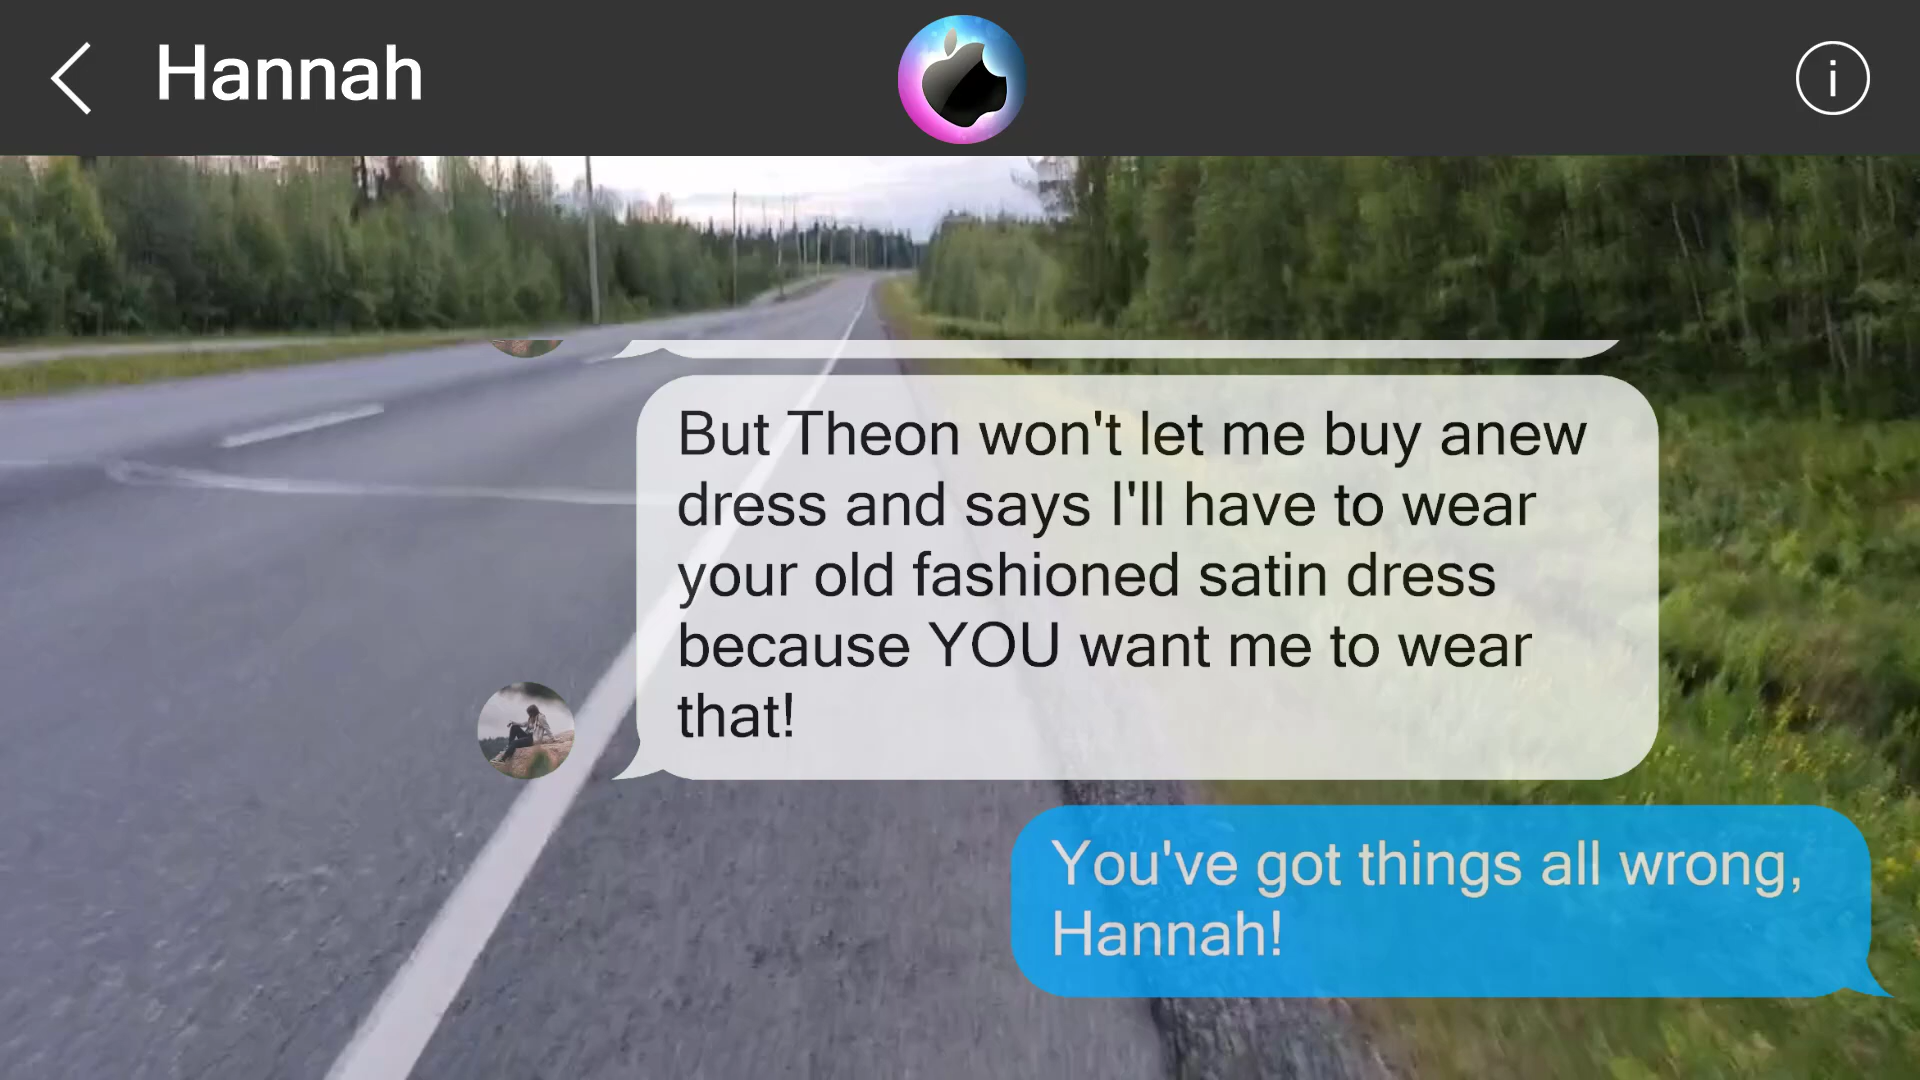 Hannah
i
But Theon won't let me buy anew
dress and says I'll have to wear
your old fashioned satin dress
because YOU want me to wear
that!
You've got things all wrong,
Hannah!